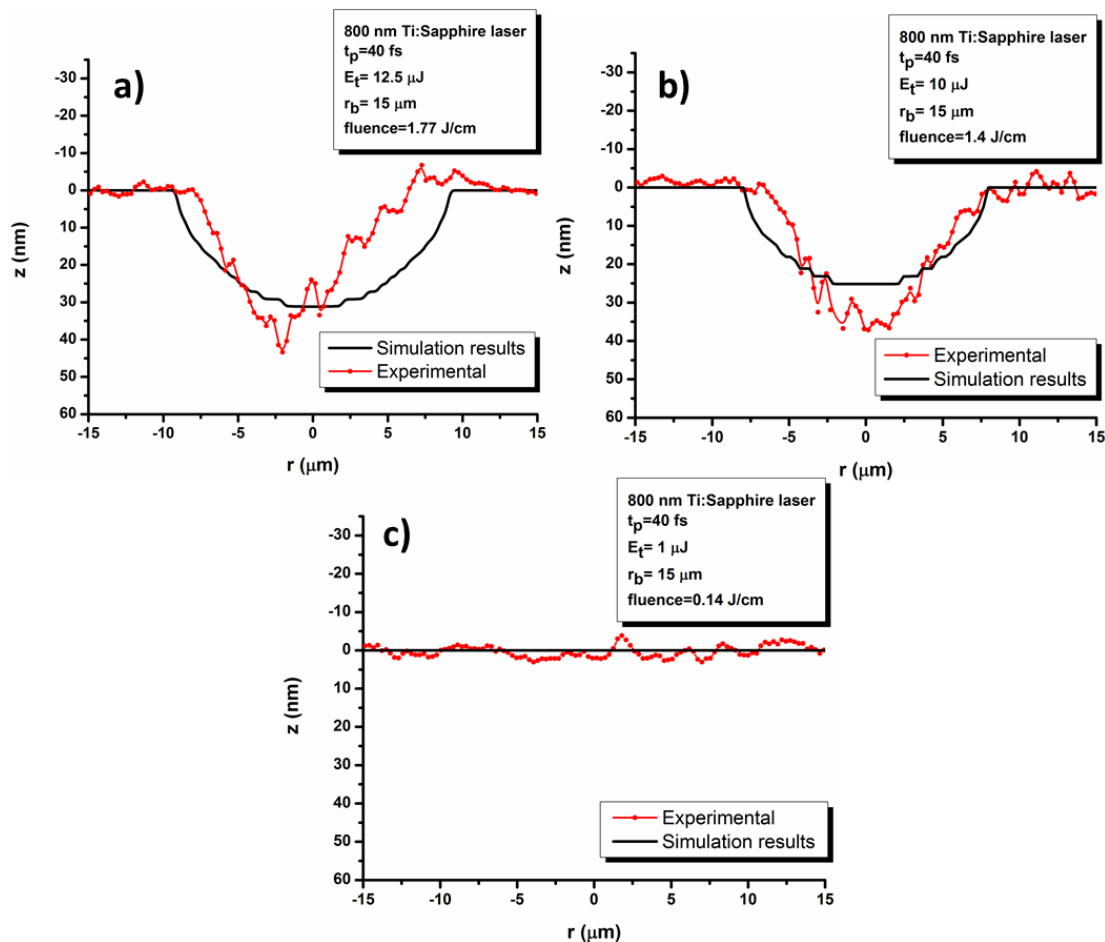 a)
800 nm Ti:Sapphire laser
tp=40 fs
Et= 12.5 μJ
rb= 15 μm
fluence=1.77 J/cm
-30
-20
-10
0
10
20
30
40
50
60
z (nm)
Simulation results
Experimental
-15 -10 -5 0 5 10 15
r (μm)
b)
800 nm Ti:Sapphire laser
tp=40 fs
Et= 10 μJ
rb= 15 μm
fluence=1.4 J/cm
-30
-20
-10
0
10
20
30
40
50
60
z (nm)
Experimental
Simulation results
-15 -10 -5 0 5 10 15
r (μm)
c)
800 nm Ti:Sapphire laser
tp=40 fs
Et= 1 μJ
rb= 15 μm
fluence=0.14 J/cm
-30
-20
-10
0
10
20
30
40
50
60
z (nm)
Experimental
Simulation results
-15 -10 -5 0 5 10 15
r (μm)